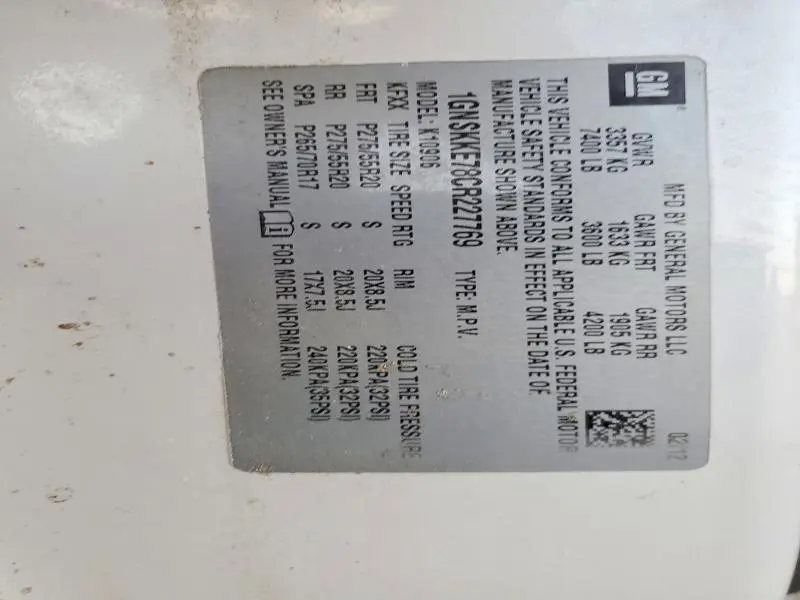 GM
MFD BY GENERAL MOTORS LLC 02/12
GVWR GAWR FRT GAWR RR
3357 KG 1633 KG 1905 KG
7400 LB 3600 LB 4200 LB
THIS VEHICLE CONFORMS TO ALL APPLICABLE U.S. FEDERAL MOTOR
VEHICLE SAFETY STANDARDS IN EFFECT ON THE DATE OF
MANUFACTURE SHOWN ABOVE.
1GNSKKE78CR227769 TYPE: M.P.V.
MODEL: K10906
KFXX TIRE SIZE SPEED RTG RIM COLD TIRE PRESSURE
FRT P275/55R20 S 20X8.5J 220KPA(32PSI)
RR P275/55R20 S 20X8.5J 220KPA(32PSI)
SPA P265/70R17 S 17X7.5J 240KPA(35PSI)
SEE OWNER'S MANUAL FOR MORE INFORMATION.